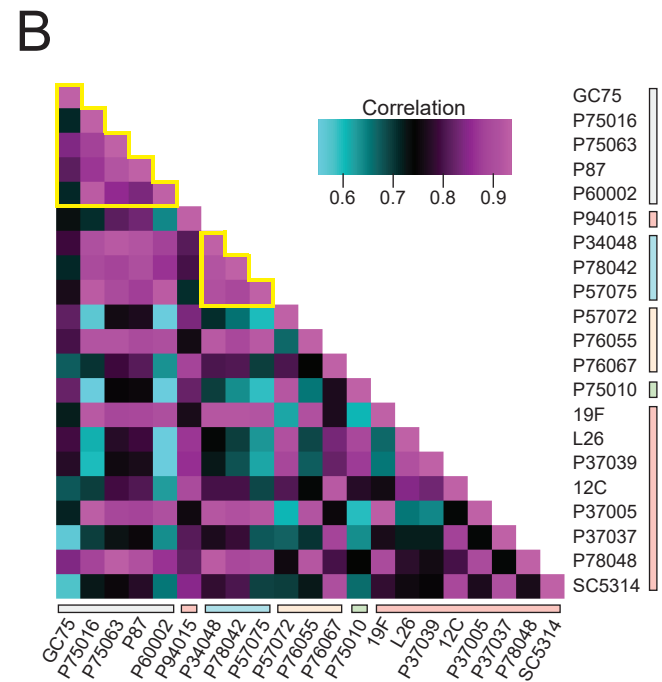 B
Correlation
0.6 0.7 0.8 0.9
GC75
P75016
P75063
P87
P60002
P94015
P34048
P78042
P57075
P57072
P76055
P76067
P75010
19F
L26
P37039
12C
P37005
P37037
P78048
SC5314
GC75
P75016
P75063
P87
P60002
P94015
P34048
P78042
P57075
P57072
P76055
P76067
P75010
19F
L26
P37039
12C
P37005
P37037
P78048
SC5314